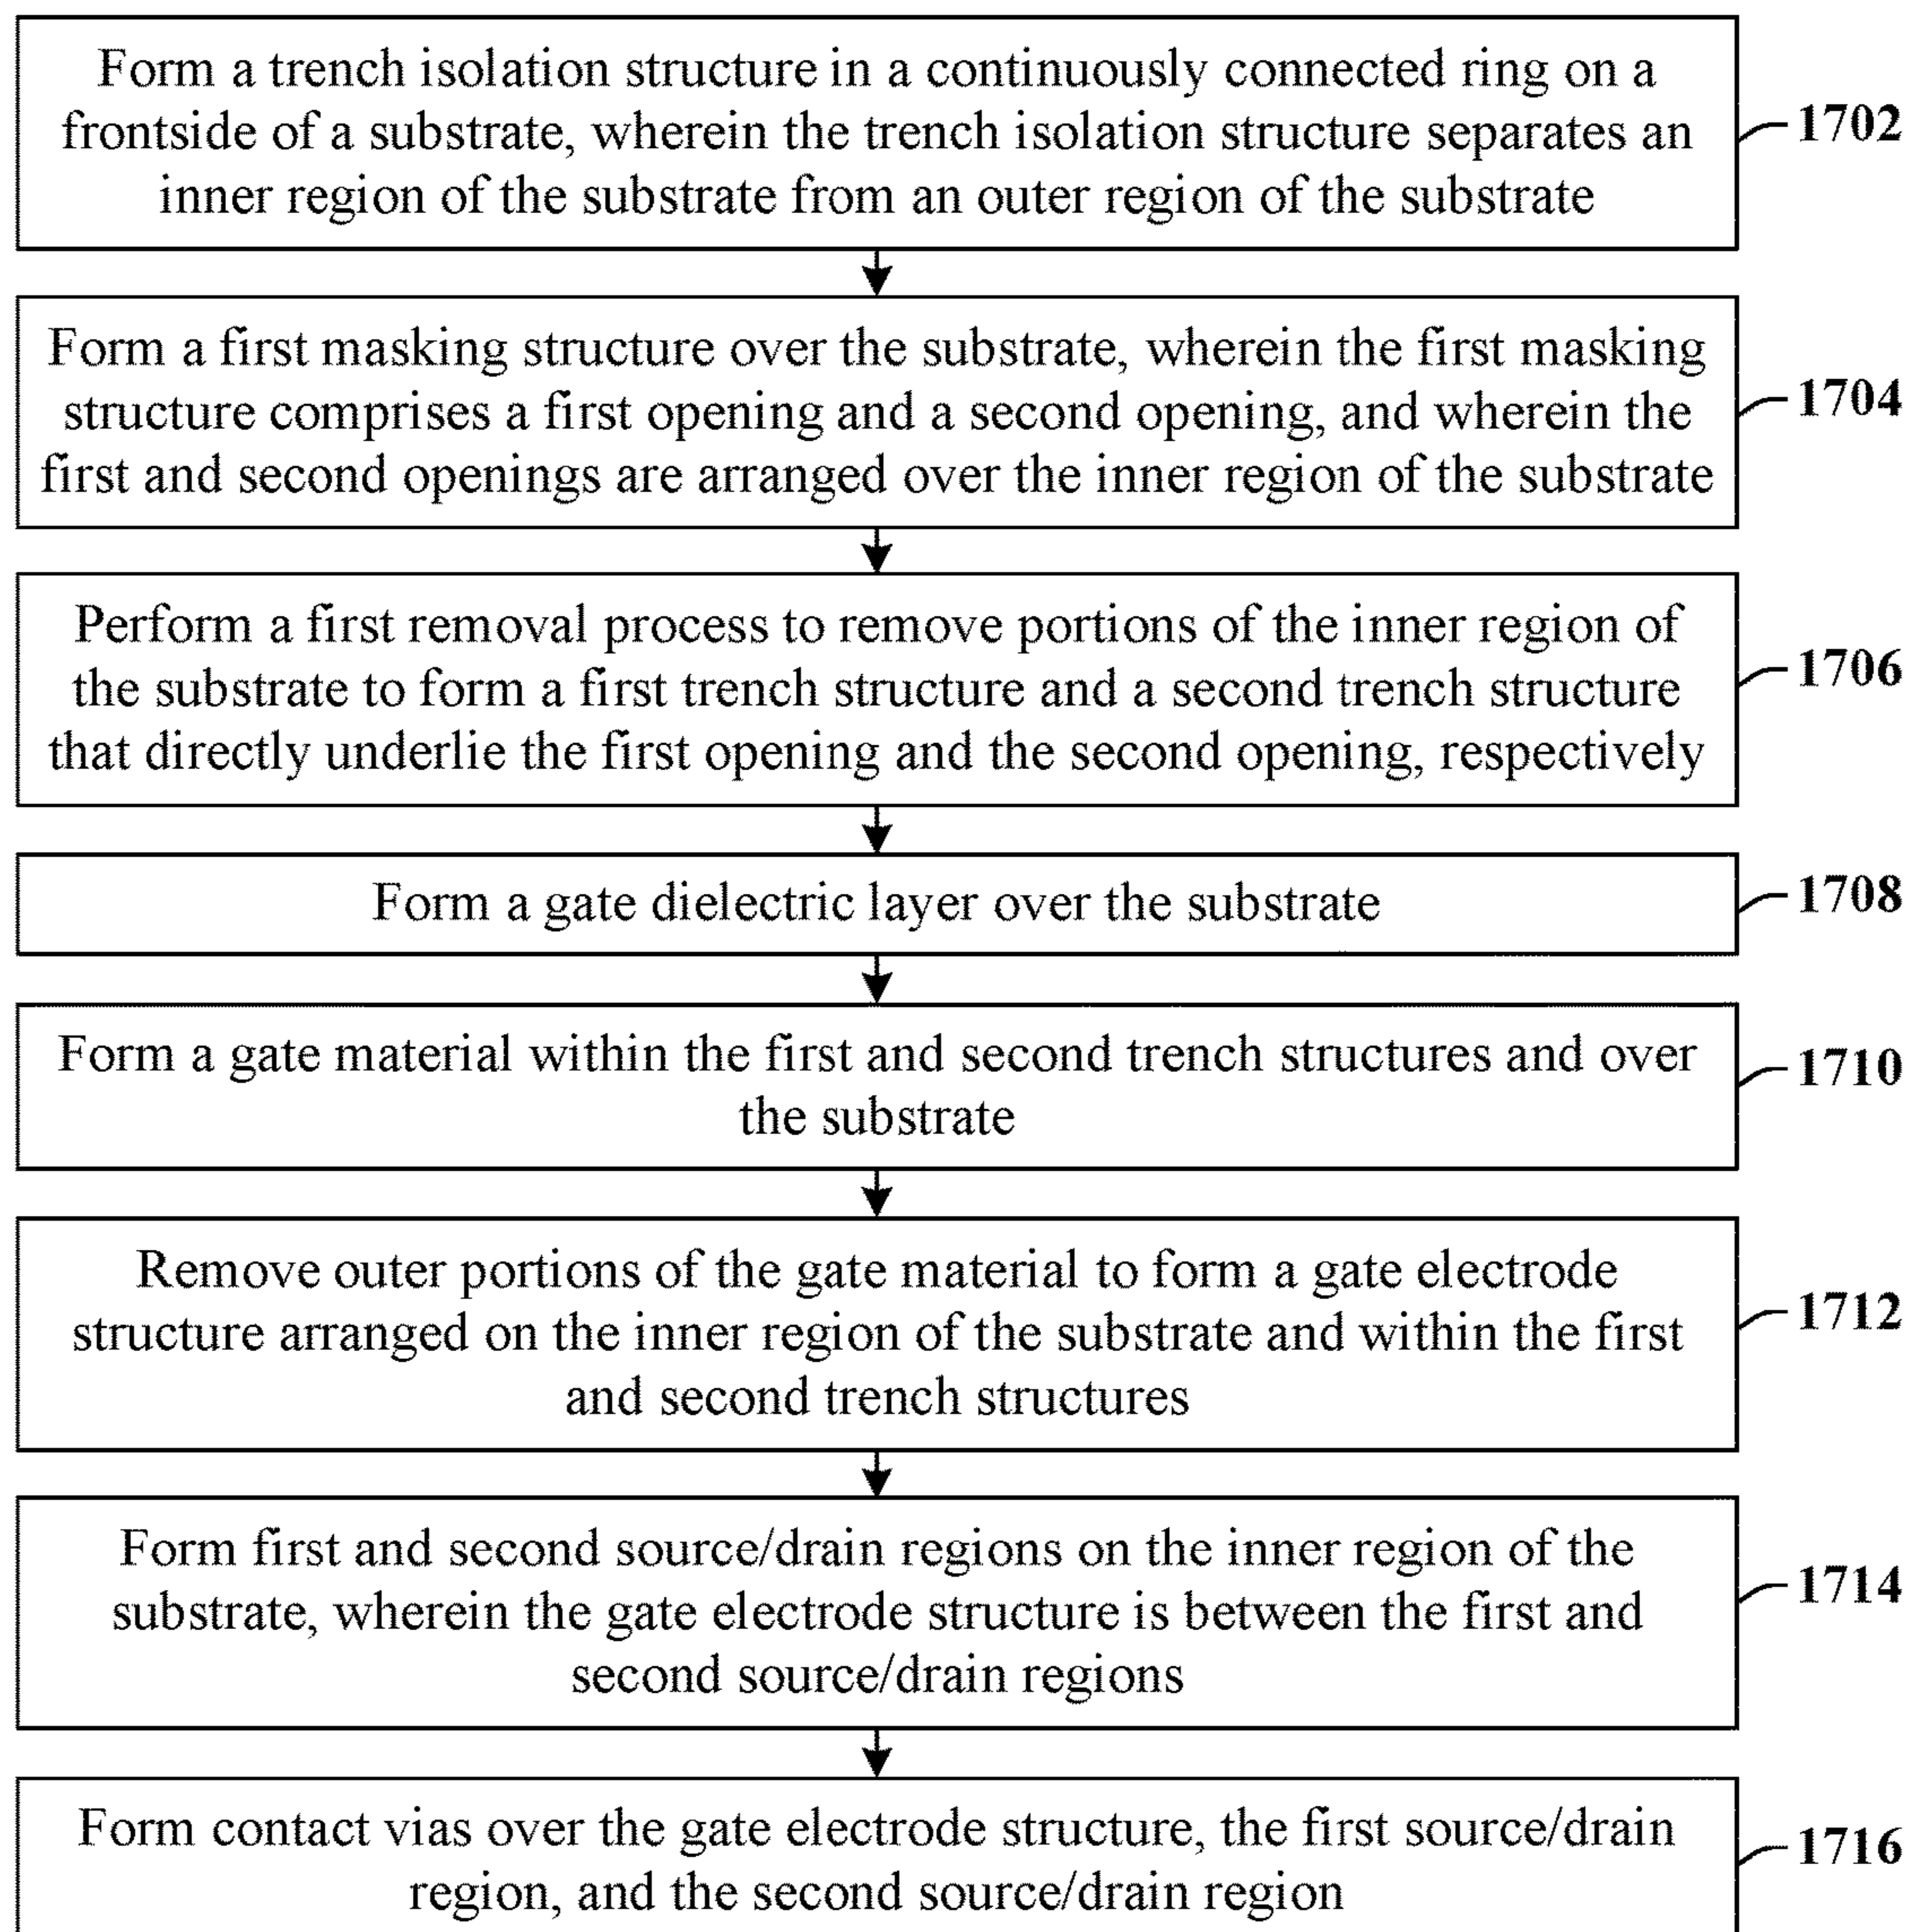 Form a trench isolation structure in a continuously connected ring on a
frontside of a substrate, wherein the trench isolation structure separates an
inner region of the substrate from an outer region of the substrate
1702
Form a first masking structure over the substrate, wherein the first masking
structure comprises a first opening and a second opening, and wherein the
first and second openings are arranged over the inner region of the substrate
1704
Perform a first removal process to remove portions of the inner region of
the substrate to form a first trench structure and a second trench structure
that directly underlie the first opening and the second opening, respectively
1706
Form a gate dielectric layer over the substrate
1708
Form a gate material within the first and second trench structures and over
the substrate
1710
Remove outer portions of the gate material to form a gate electrode
structure arranged on the inner region of the substrate and within the first
and second trench structures
1712
Form first and second source/drain regions on the inner region of the
substrate, wherein the gate electrode structure is between the first and
second source/drain regions
1714
Form contact vias over the gate electrode structure, the first source/drain
region, and the second source/drain region
1716